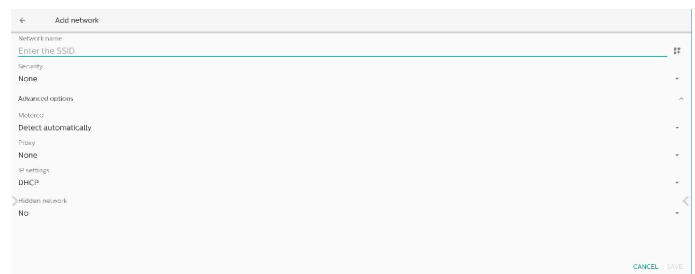 Add network
Network name
Enter the SSID
Security
None
Advanced options
Metered
Detect automatically
Proxy
None
IP settings
DHCP
Hidden network
No
CANCEL SAVE